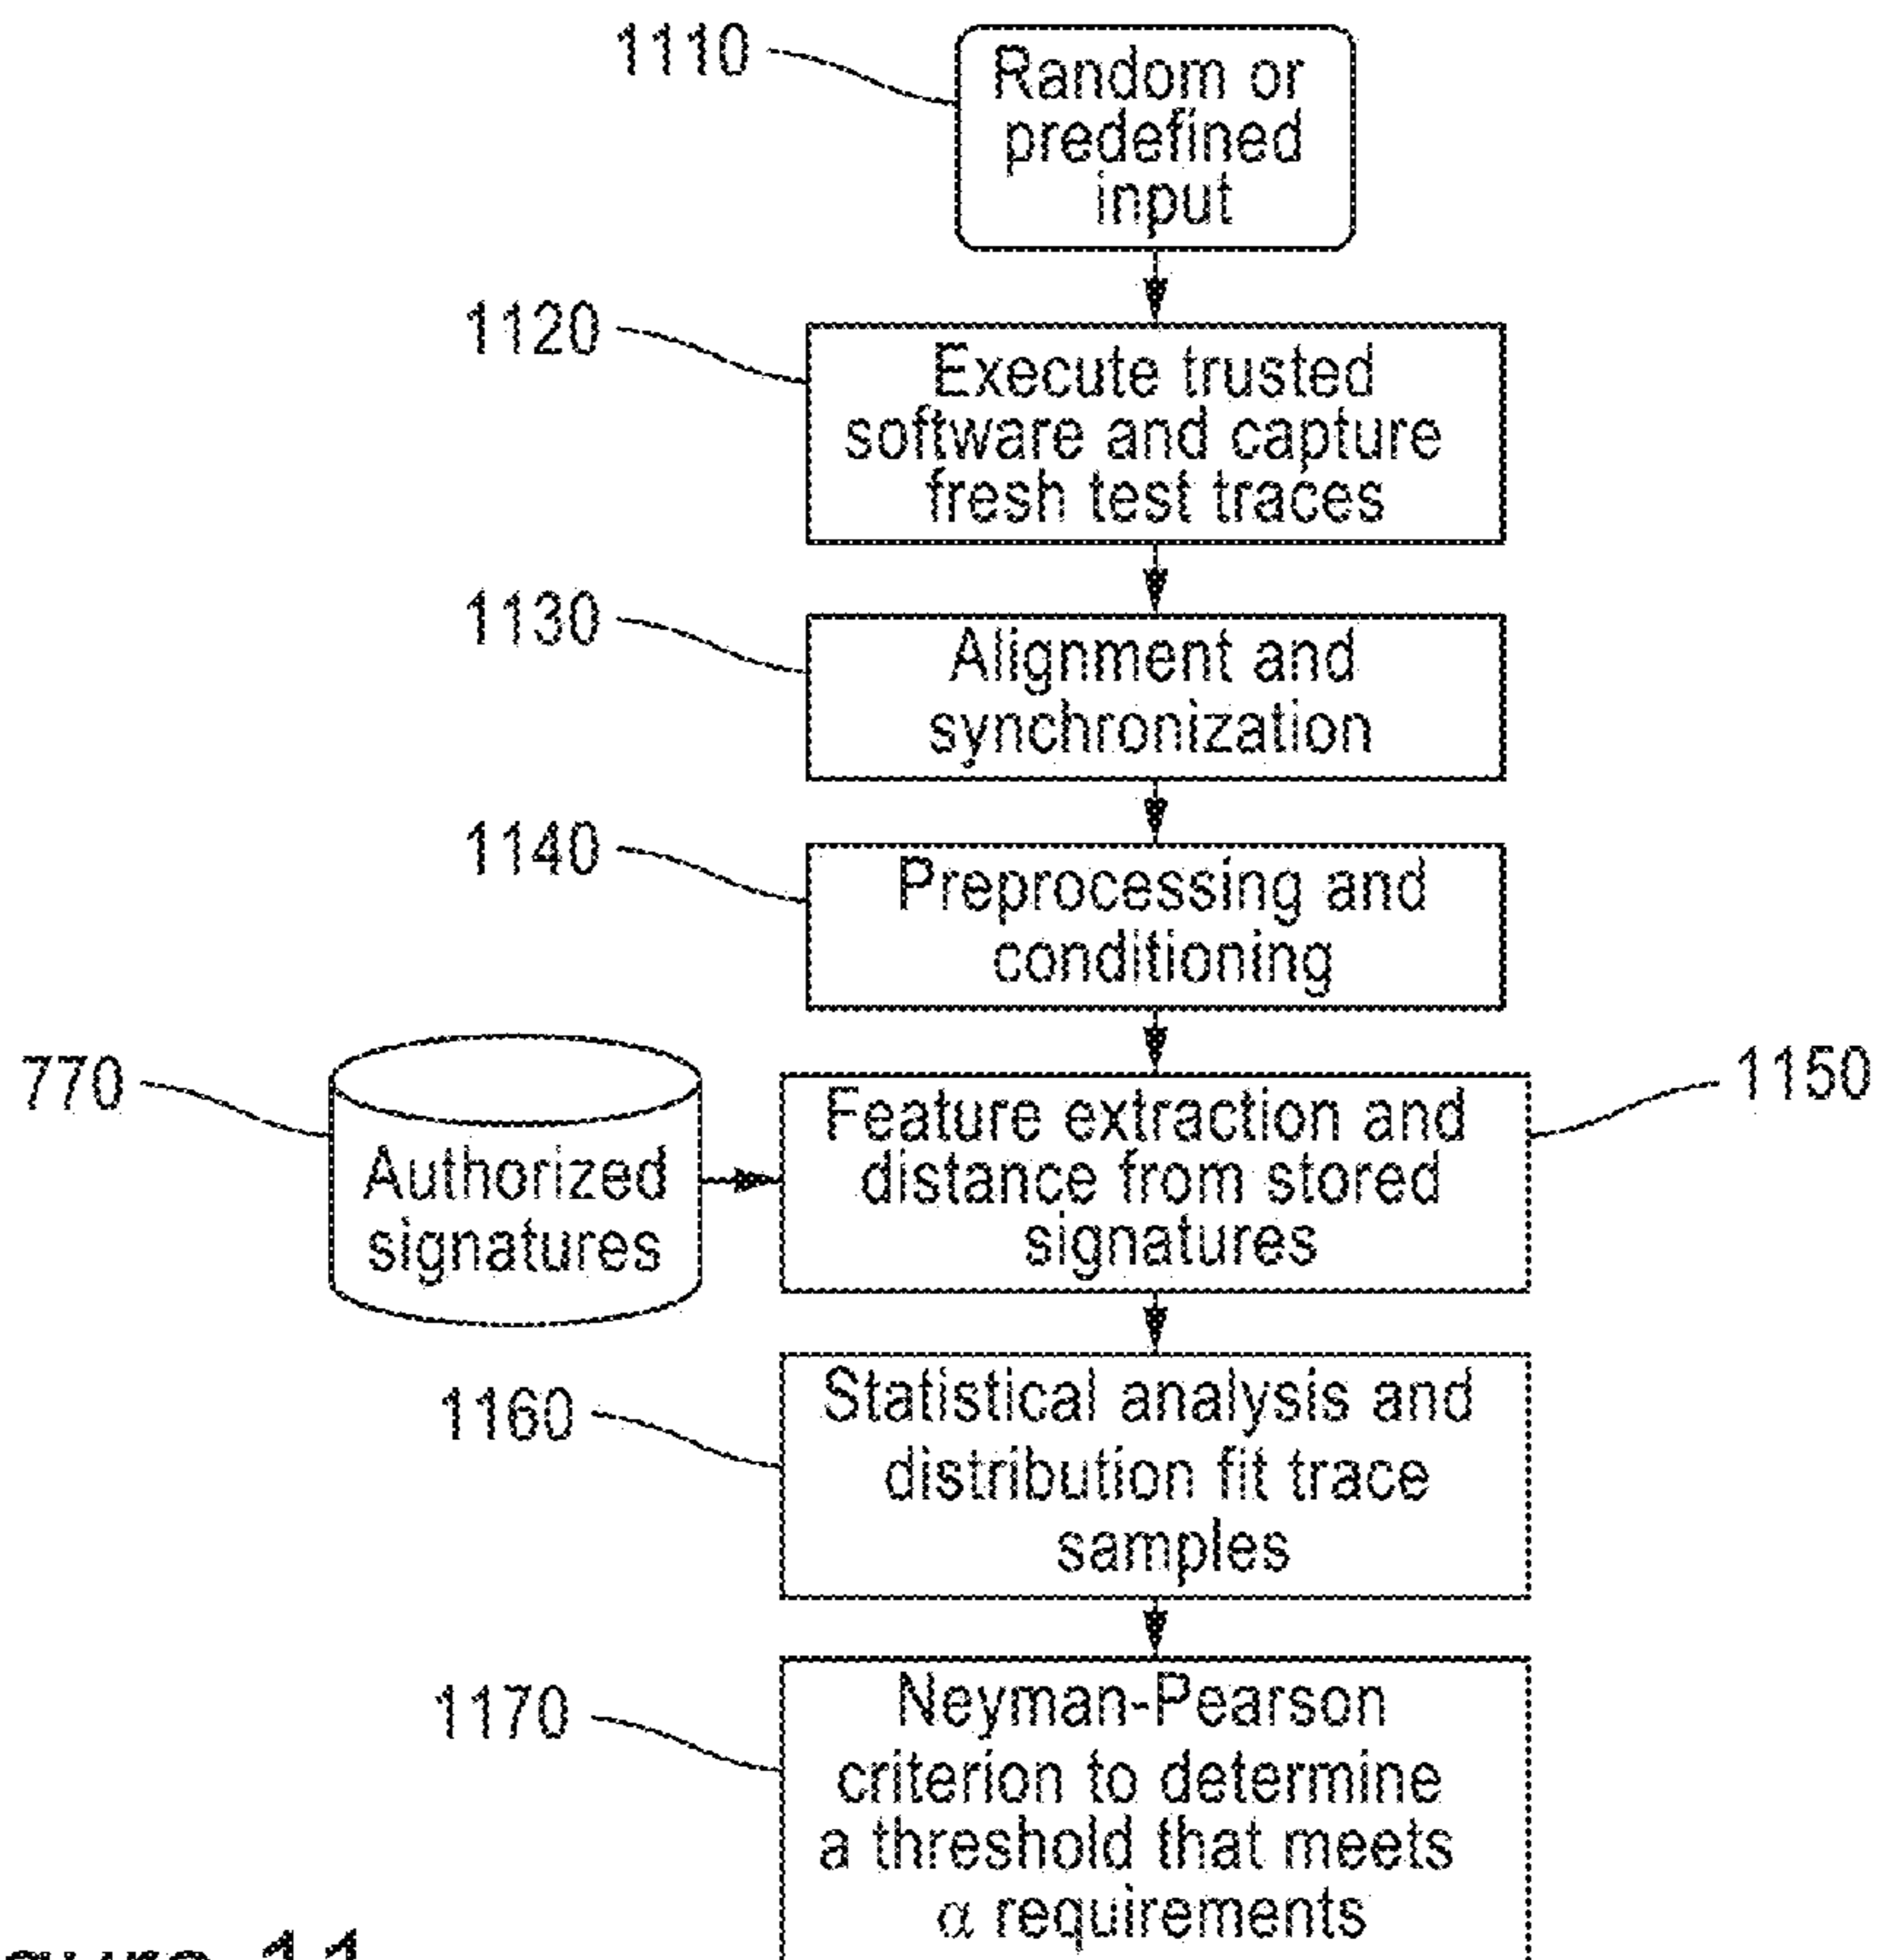 1110
Random or
predefined
input
1120
Execute trusted
software and capture
fresh test traces
1130
Alignment and
synchronization
1140
Preprocessing and
conditioning
770
Authorized
signatures
Feature extraction and
distance from stored
signatures
1150
1160
Statistical analysis and
distribution fit trace
samples
1170
Neyman-Pearson
criterion to determine
a threshold that meets
α requirements